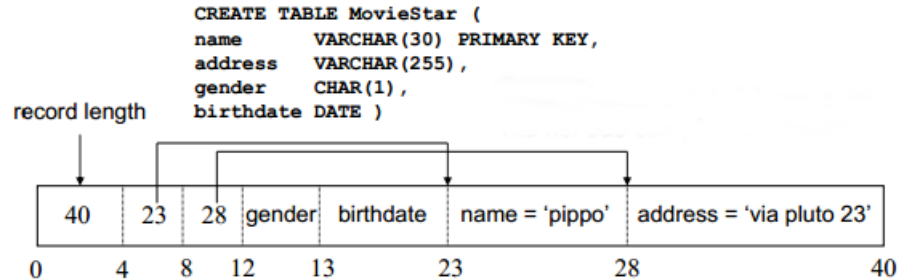 CREATE TABLE MovieStar (
name VARCHAR(30) PRIMARY KEY,
address VARCHAR(255),
gender CHAR(1),
birthdate DATE )
record length
40 23 28 gender birthdate name = ‘pippo’ address = ‘via pluto 23’
0 4 8 12 13 23 28 40